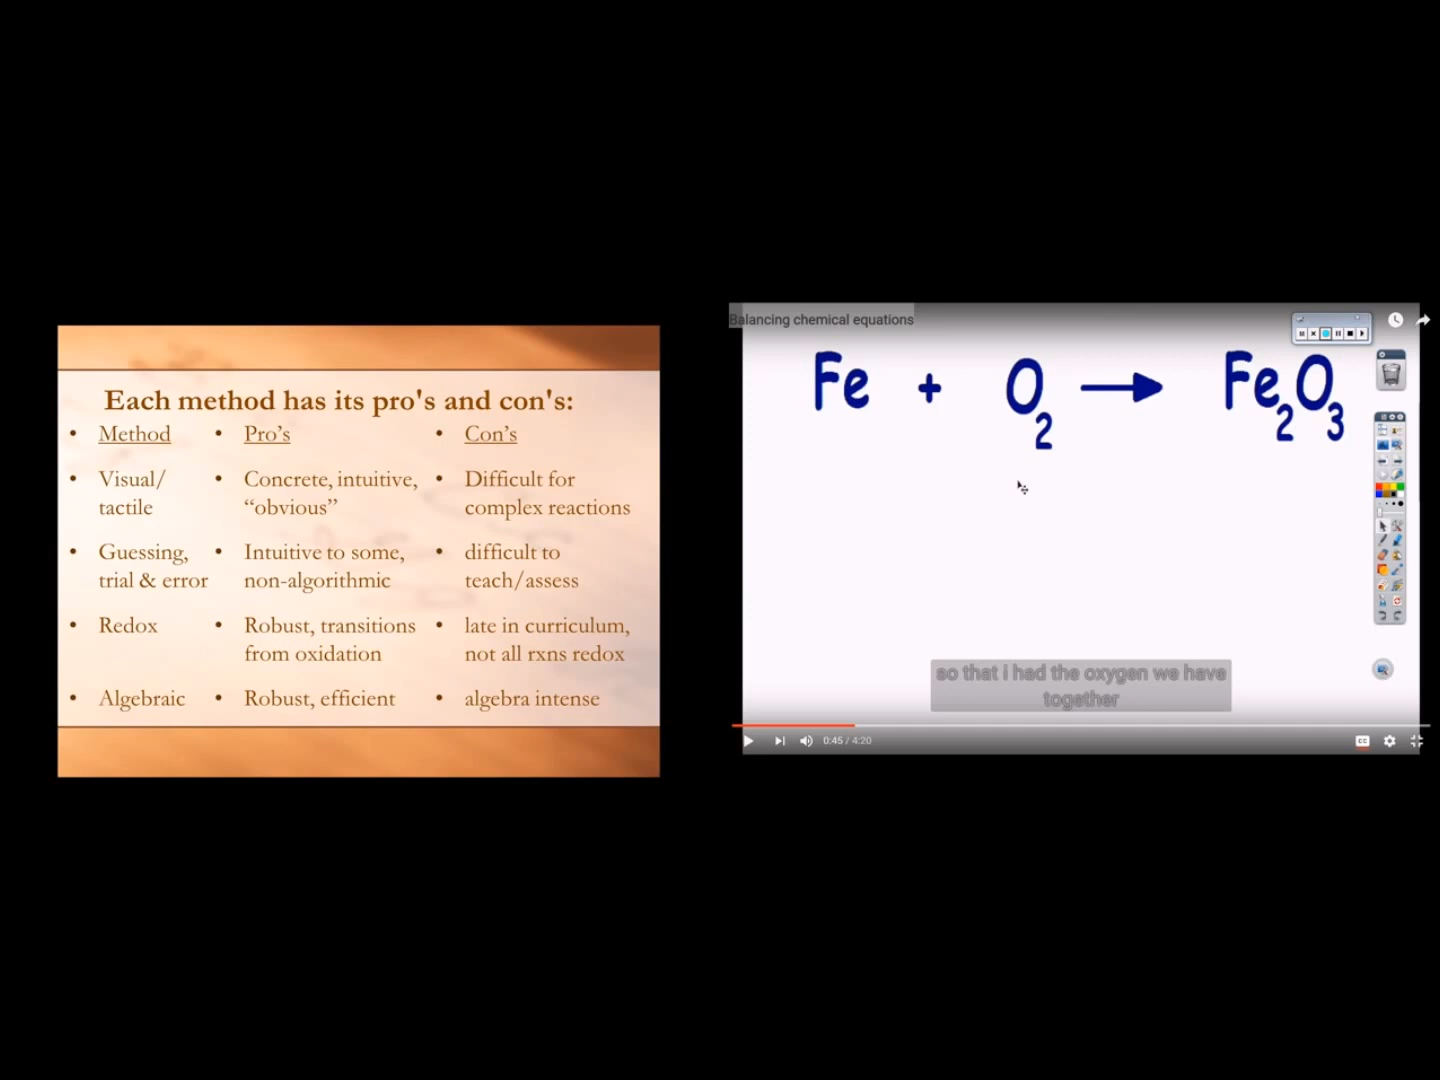 Each method has its pro's and con's:
• Method • Pro's • Con's
• Visual/ • Concrete, intuitive, • Difficult for
tactile “obvious” complex reactions
• Guessing, • Intuitive to some, • difficult to
trial & error non-algorithmic teach/assess
• Redox • Robust, transitions • late in curriculum,
from oxidation not all rxns redox
• Algebraic • Robust, efficient • algebra intense
Balancing chemical equations
Fe + O2 → Fe2O3
so that i had the oxygen we have
together
0:45 / 4:20
CC